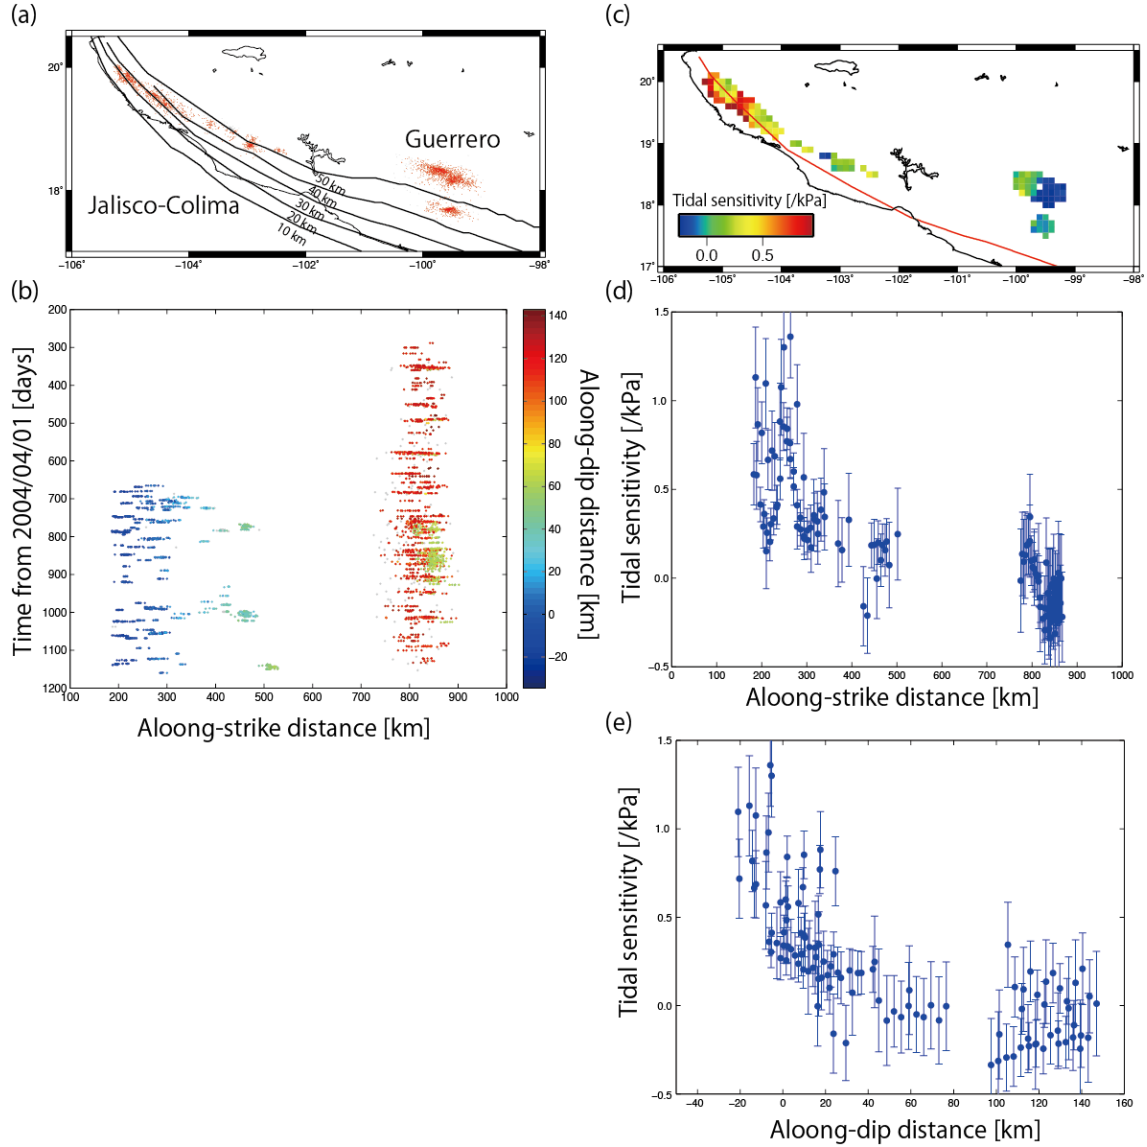 (a)
20°
18°
Guerrero
Jalisco-Colima
50 km
40 km
30 km
20 km
10 km
−106° −104° −102° −100° −98°
(c)
20°
19°
18°
17°
Tidal sensitivity [/kPa]
0.0 0.5
−106° −105° −104° −103° −102° −101° −100° −99° −98°
(b)
Time from 2004/04/01 [days]
200
300
400
500
600
700
800
900
1000
1100
1200
100 200 300 400 500 600 700 800 900 1000
Aloong-strike distance [km]
140
120
100
80
60
40
20
0
−20
Aloong-dip distance [km]
(d)
Tidal sensitivity [/kPa]
1.5
1.0
0.5
0.0
−0.5
0 100 200 300 400 500 600 700 800 900 1000
Aloong-strike distance [km]
(e)
Tidal sensitivity [/kPa]
1.5
1.0
0.5
0.0
−0.5
−40 −20 0 20 40 60 80 100 120 140 160
Aloong-dip distance [km]